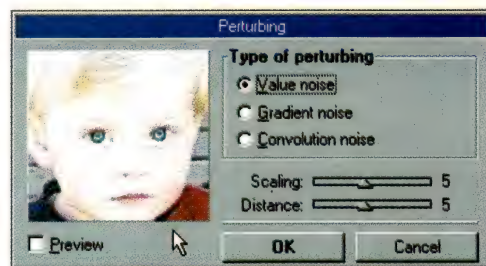 Perturbing
Type of perturbing
Value noise
Gradient noise
Convolution noise
Scaling: 5
Distance: 5
Preview
OK
Cancel